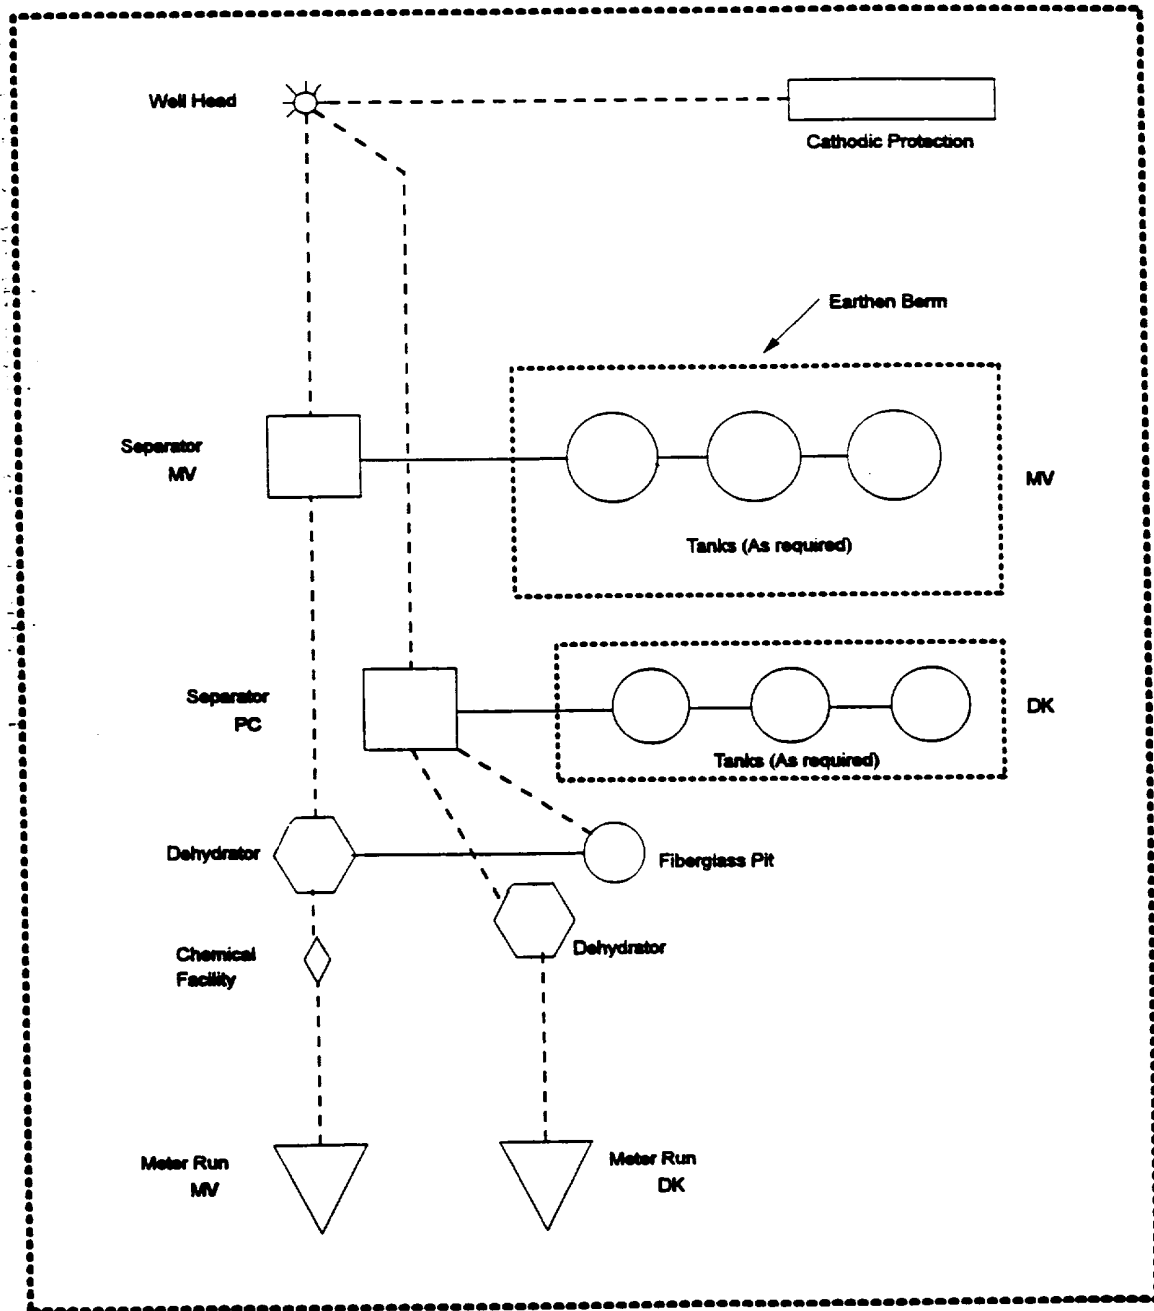 Well Head
Cathodic Protection
Earthen Berm
Separator
MV
MV
Tanks (As required)
Separator
PC
DK
Tanks (As required)
Dehydrator
Fiberglass Pit
Dehydrator
Chemical
Facility
Meter Run
MV
Meter Run
DK